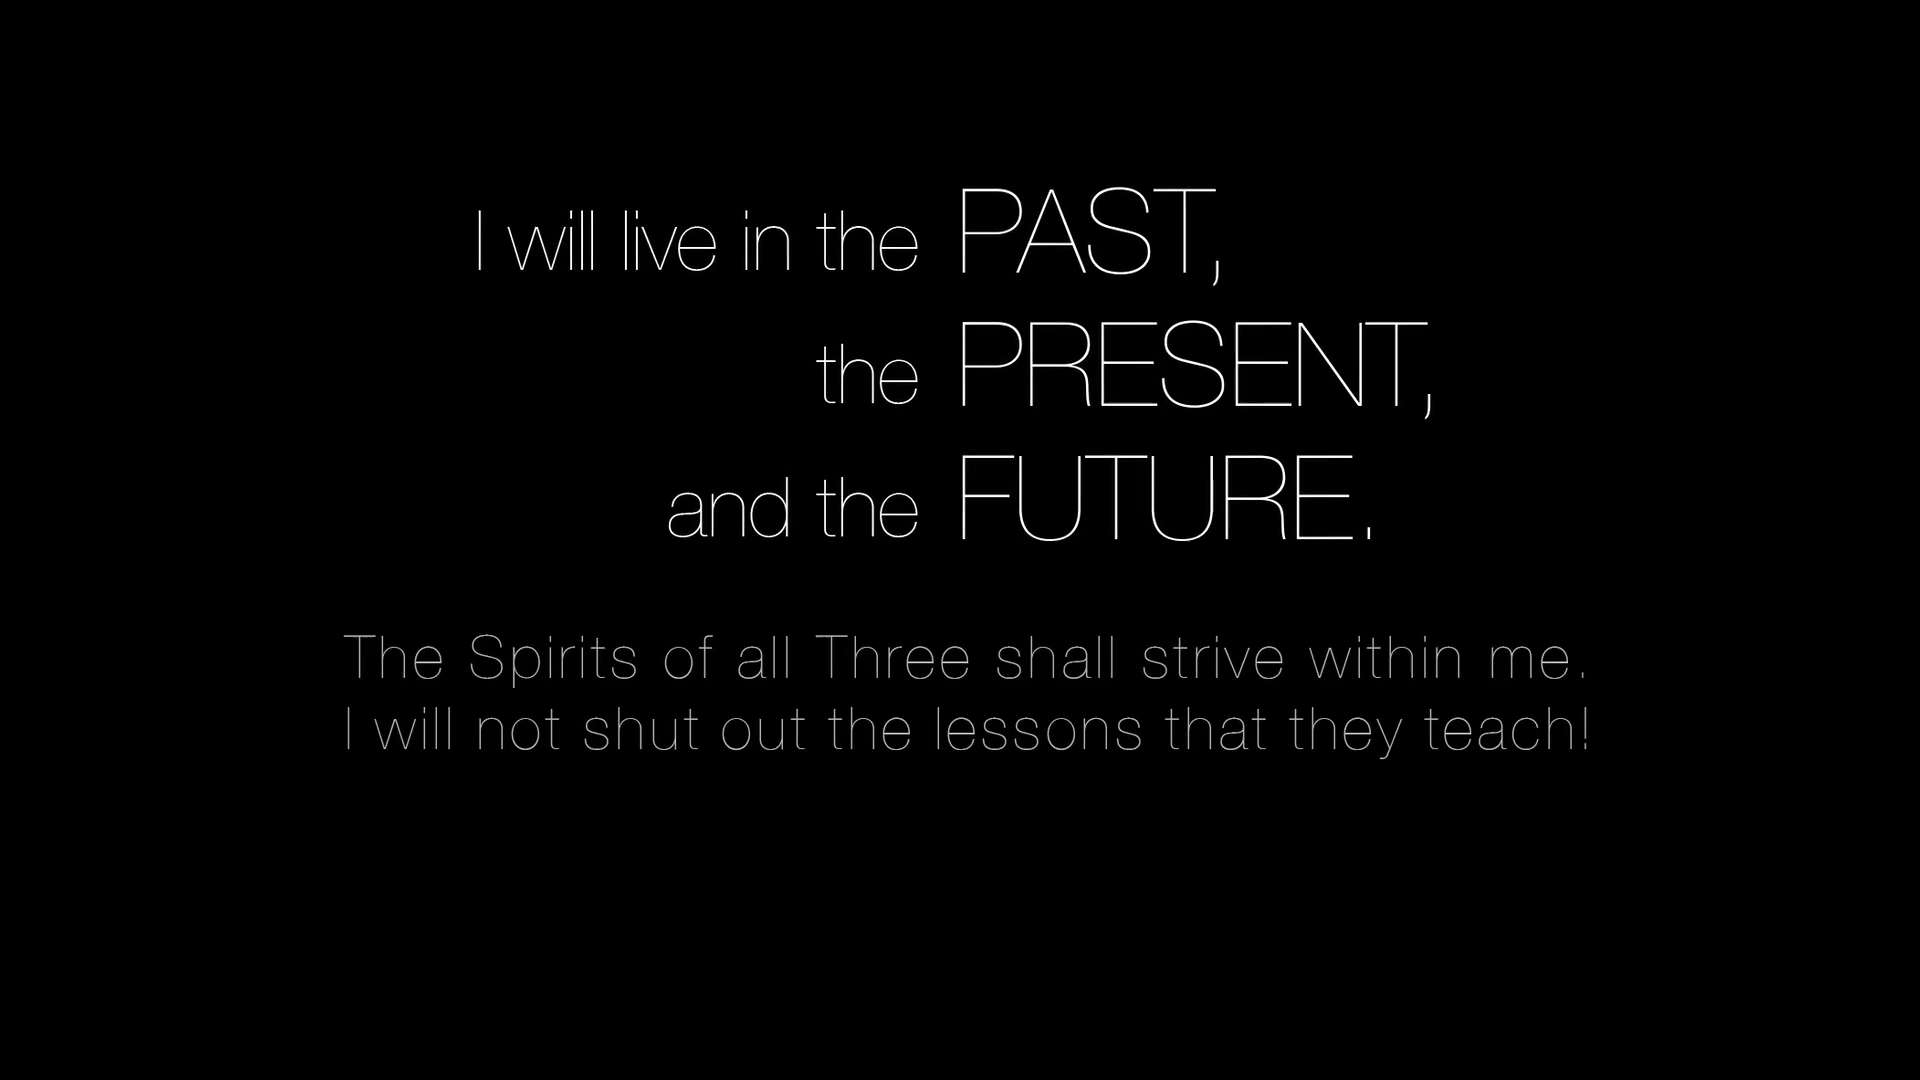 I will live in the PAST,
the PRESENT,
and the FUTURE.
The Spirits of all Three shall strive within me.
I will not shut out the lessons that they teach!